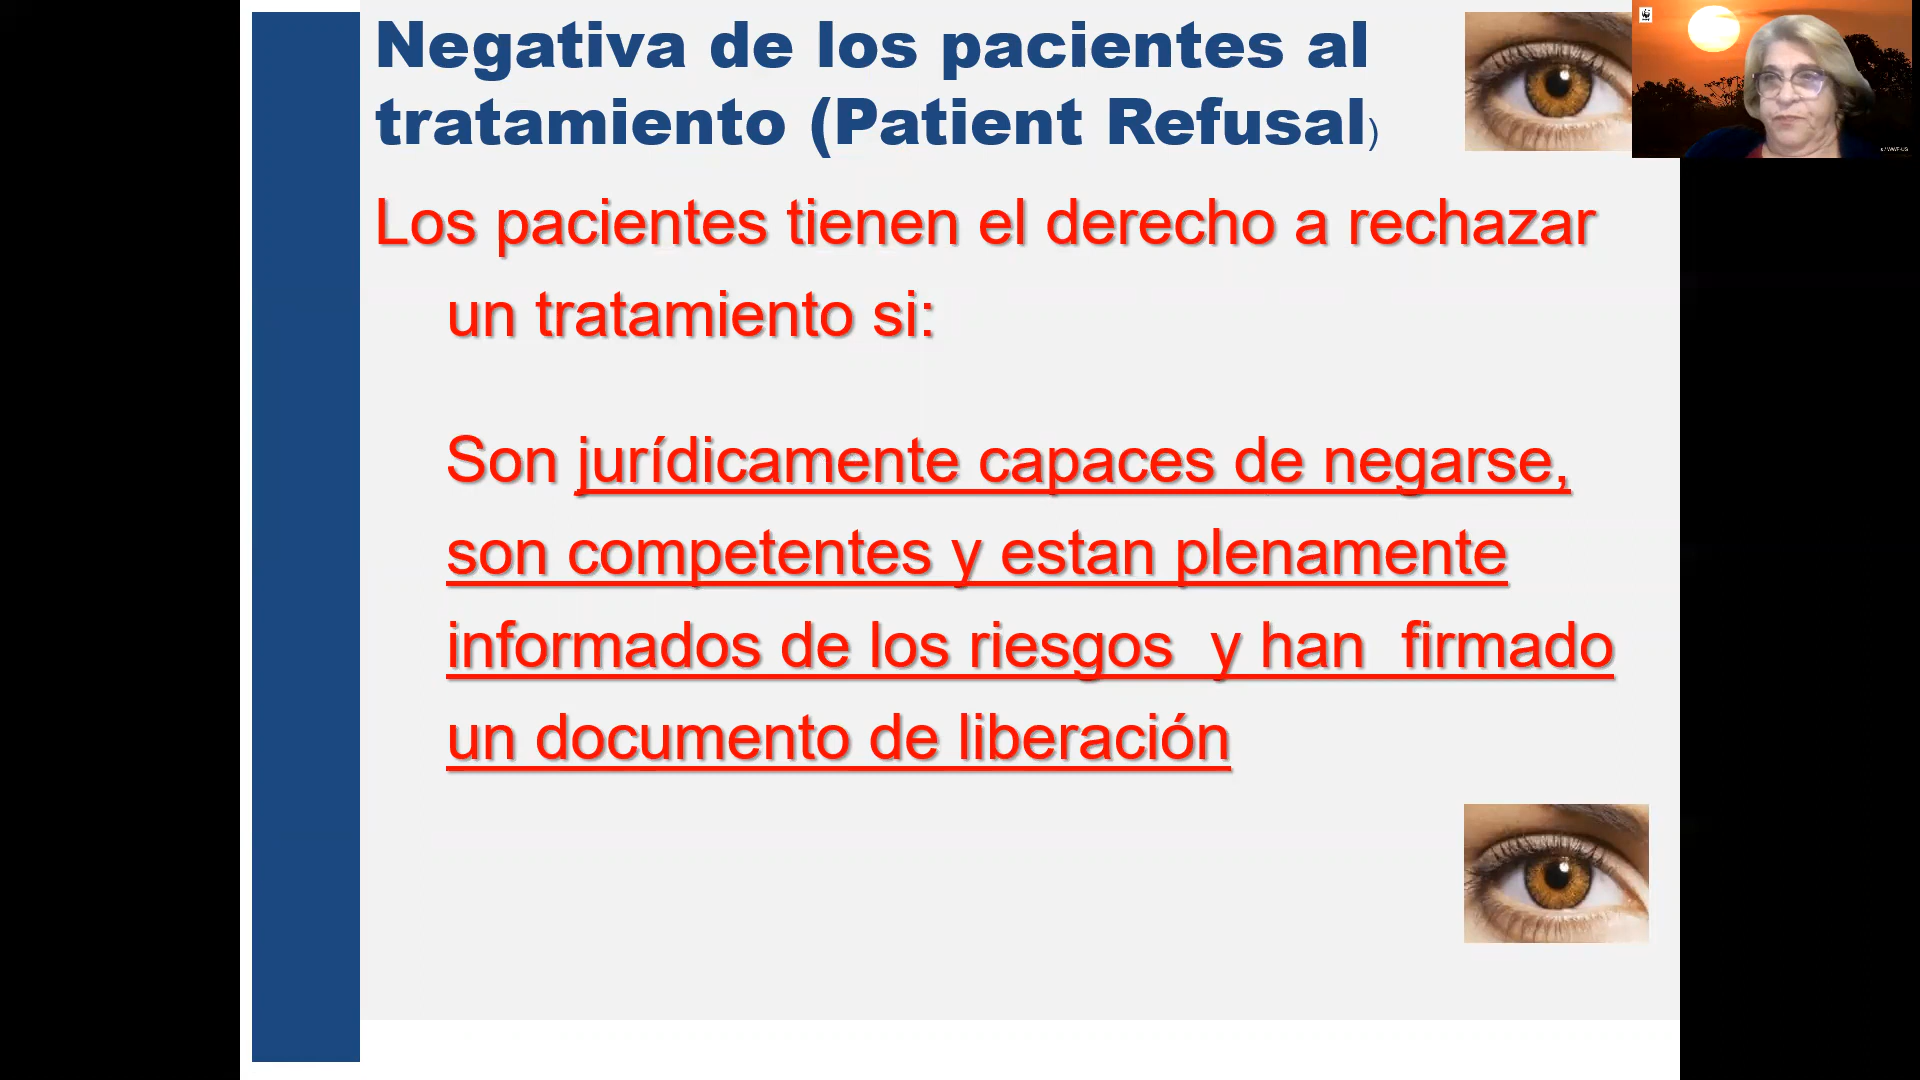 Negativa de los pacientes al
tratamiento (Patient Refusal)
Los pacientes tienen el derecho a rechazar
un tratamiento si:
Son jurídicamente capaces de negarse,
son competentes y estan plenamente
informados de los riesgos y han firmado
un documento de liberación